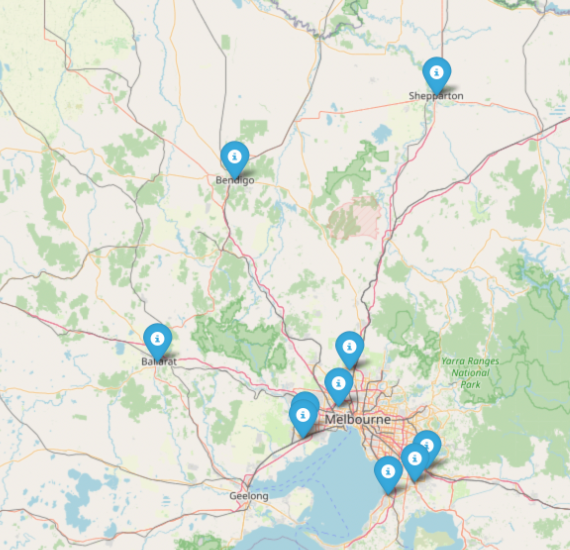 Shepparton
Bendigo
Ballarat
Yarra Ranges
National
Park
Melbourne
Geelong